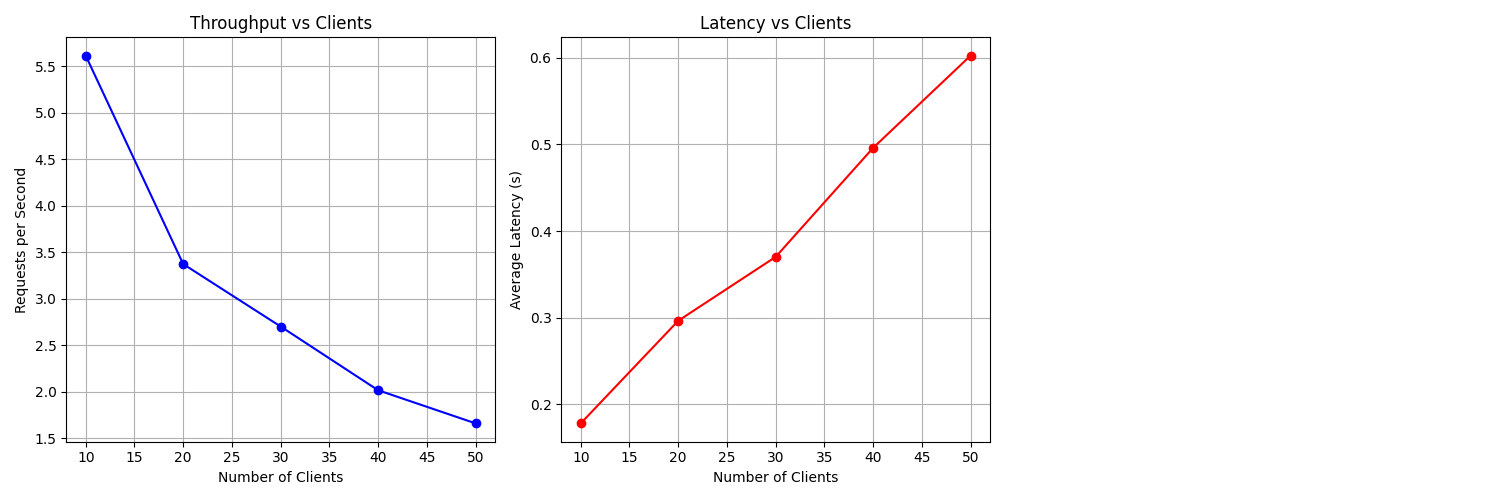 Throughput vs Clients
Requests per Second
5.5
5.0
4.5
4.0
3.5
3.0
2.5
2.0
1.5
10 15 20 25 30 35 40 45 50
Number of Clients
Latency vs Clients
Average Latency (s)
0.6
0.5
0.4
0.3
0.2
10 15 20 25 30 35 40 45 50
Number of Clients